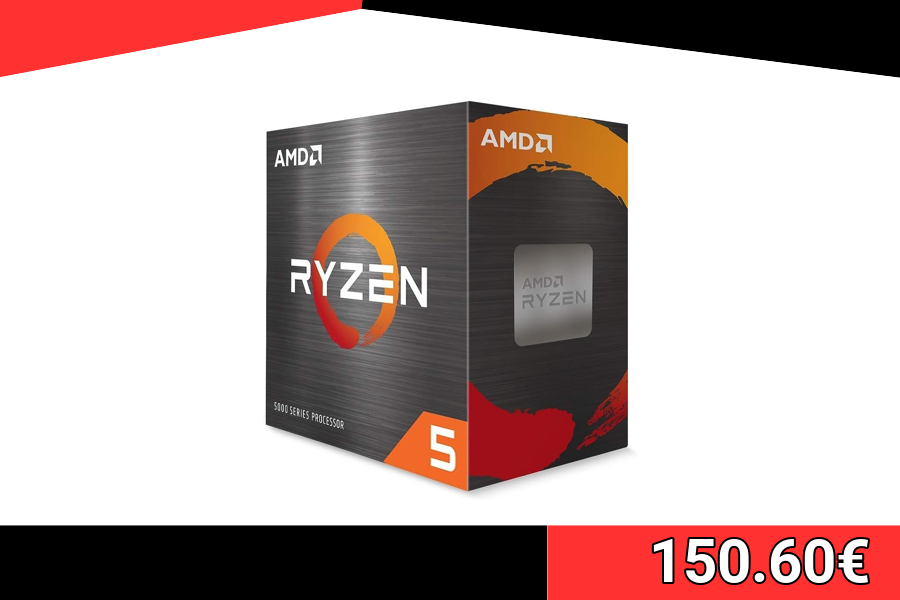 AMD
RYZEN
5000 SERIES PROCESSOR
5
AMD
AMD
RYZEN
150.60€